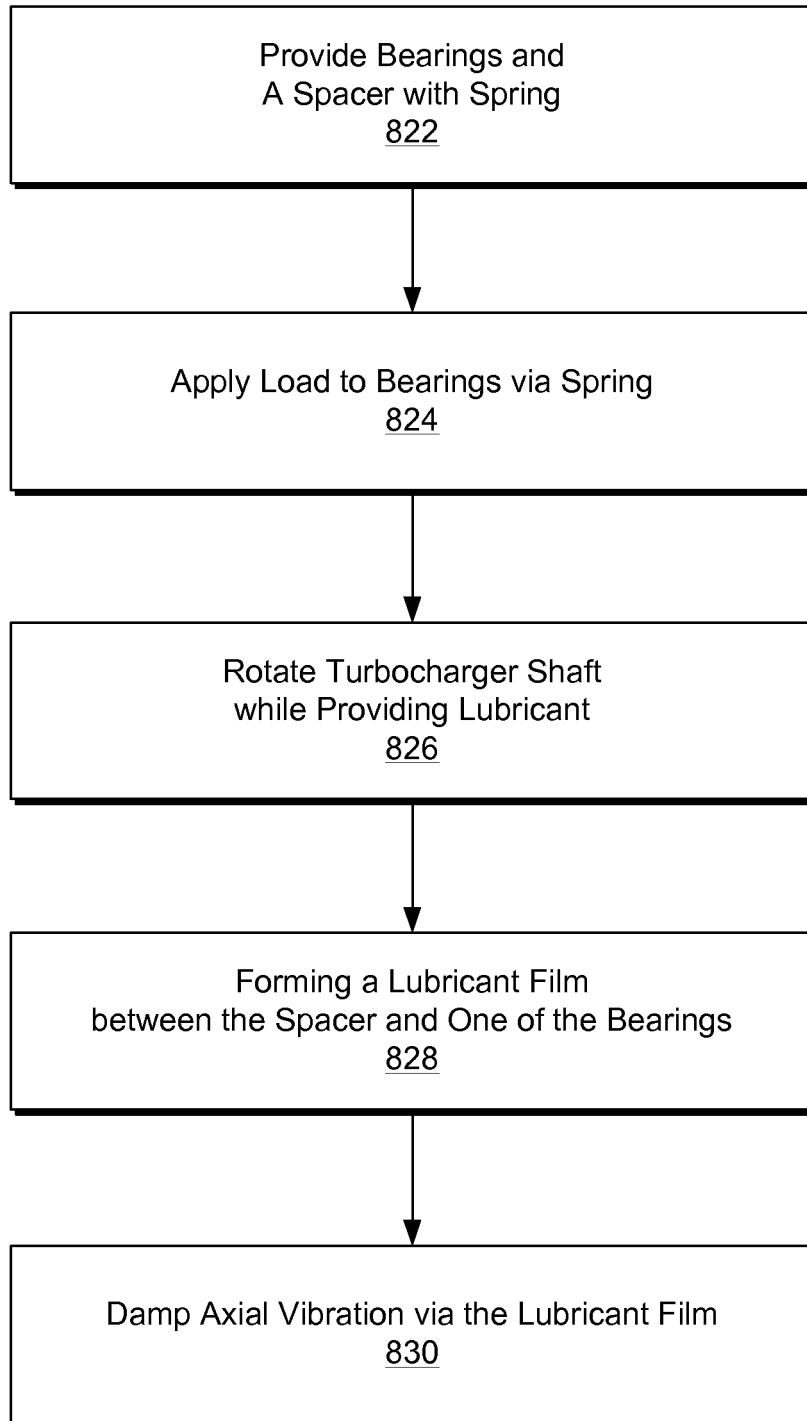 Provide Bearings and
A Spacer with Spring
822
Apply Load to Bearings via Spring
824
Rotate Turbocharger Shaft
while Providing Lubricant
826
Forming a Lubricant Film
between the Spacer and One of the Bearings
828
Damp Axial Vibration via the Lubricant Film
830